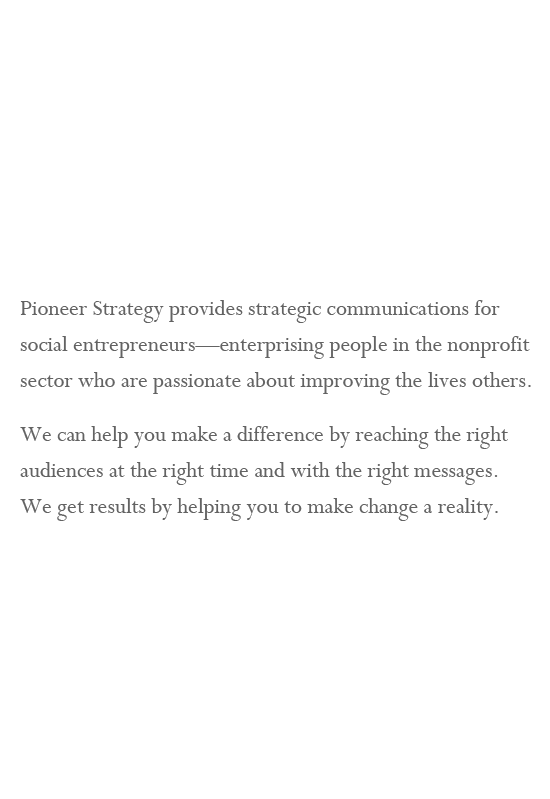 Pioneer Strategy provides strategic communications for
social entrepreneurs—enterprising people in the nonprofit
sector who are passionate about improving the lives others.
We can help you make a difference by reaching the right
audiences at the right time and with the right messages.
We get results by helping you to make change a reality.